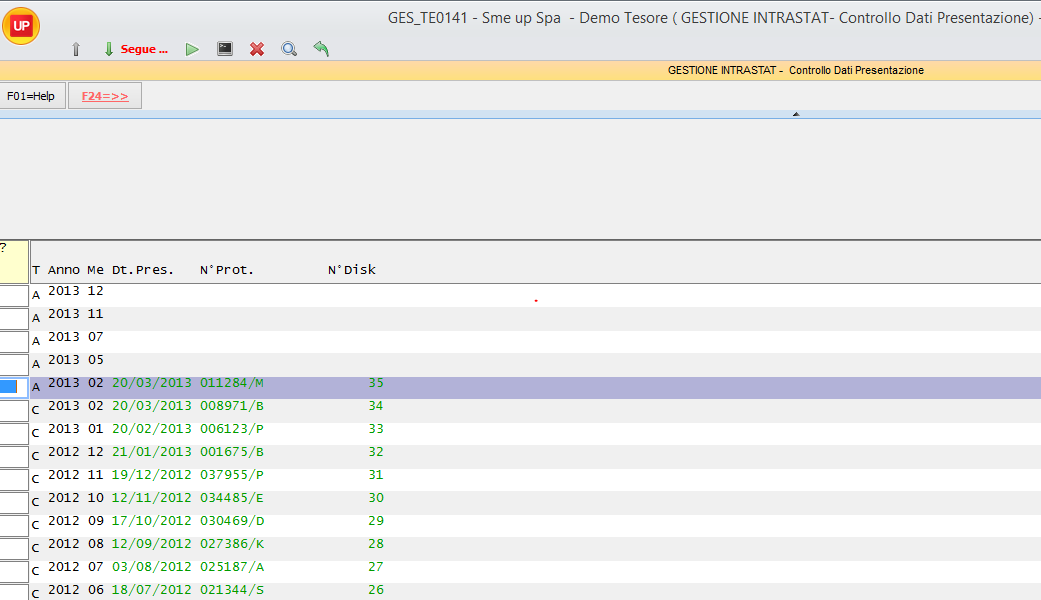 UP GES_TE0141 - Sme up Spa - Demo Tesore ( GESTIONE INTRASTAT- Controllo Dati Presentazione) -
Segue ...
GESTIONE INTRASTAT - Controllo Dati Presentazione
F01=Help F24=>>
?
T Anno Me Dt.Pres. N°Prot. N°Disk
A 2013 12
A 2013 11
A 2013 07
A 2013 05
A 2013 02 20/03/2013 011284/M 35
C 2013 02 20/03/2013 008971/B 34
C 2013 01 20/02/2013 006123/P 33
C 2012 12 21/01/2013 001675/B 32
C 2012 11 19/12/2012 037955/P 31
C 2012 10 12/11/2012 034485/E 30
C 2012 09 17/10/2012 030469/D 29
C 2012 08 12/09/2012 027386/K 28
C 2012 07 03/08/2012 025187/A 27
C 2012 06 18/07/2012 021344/S 26